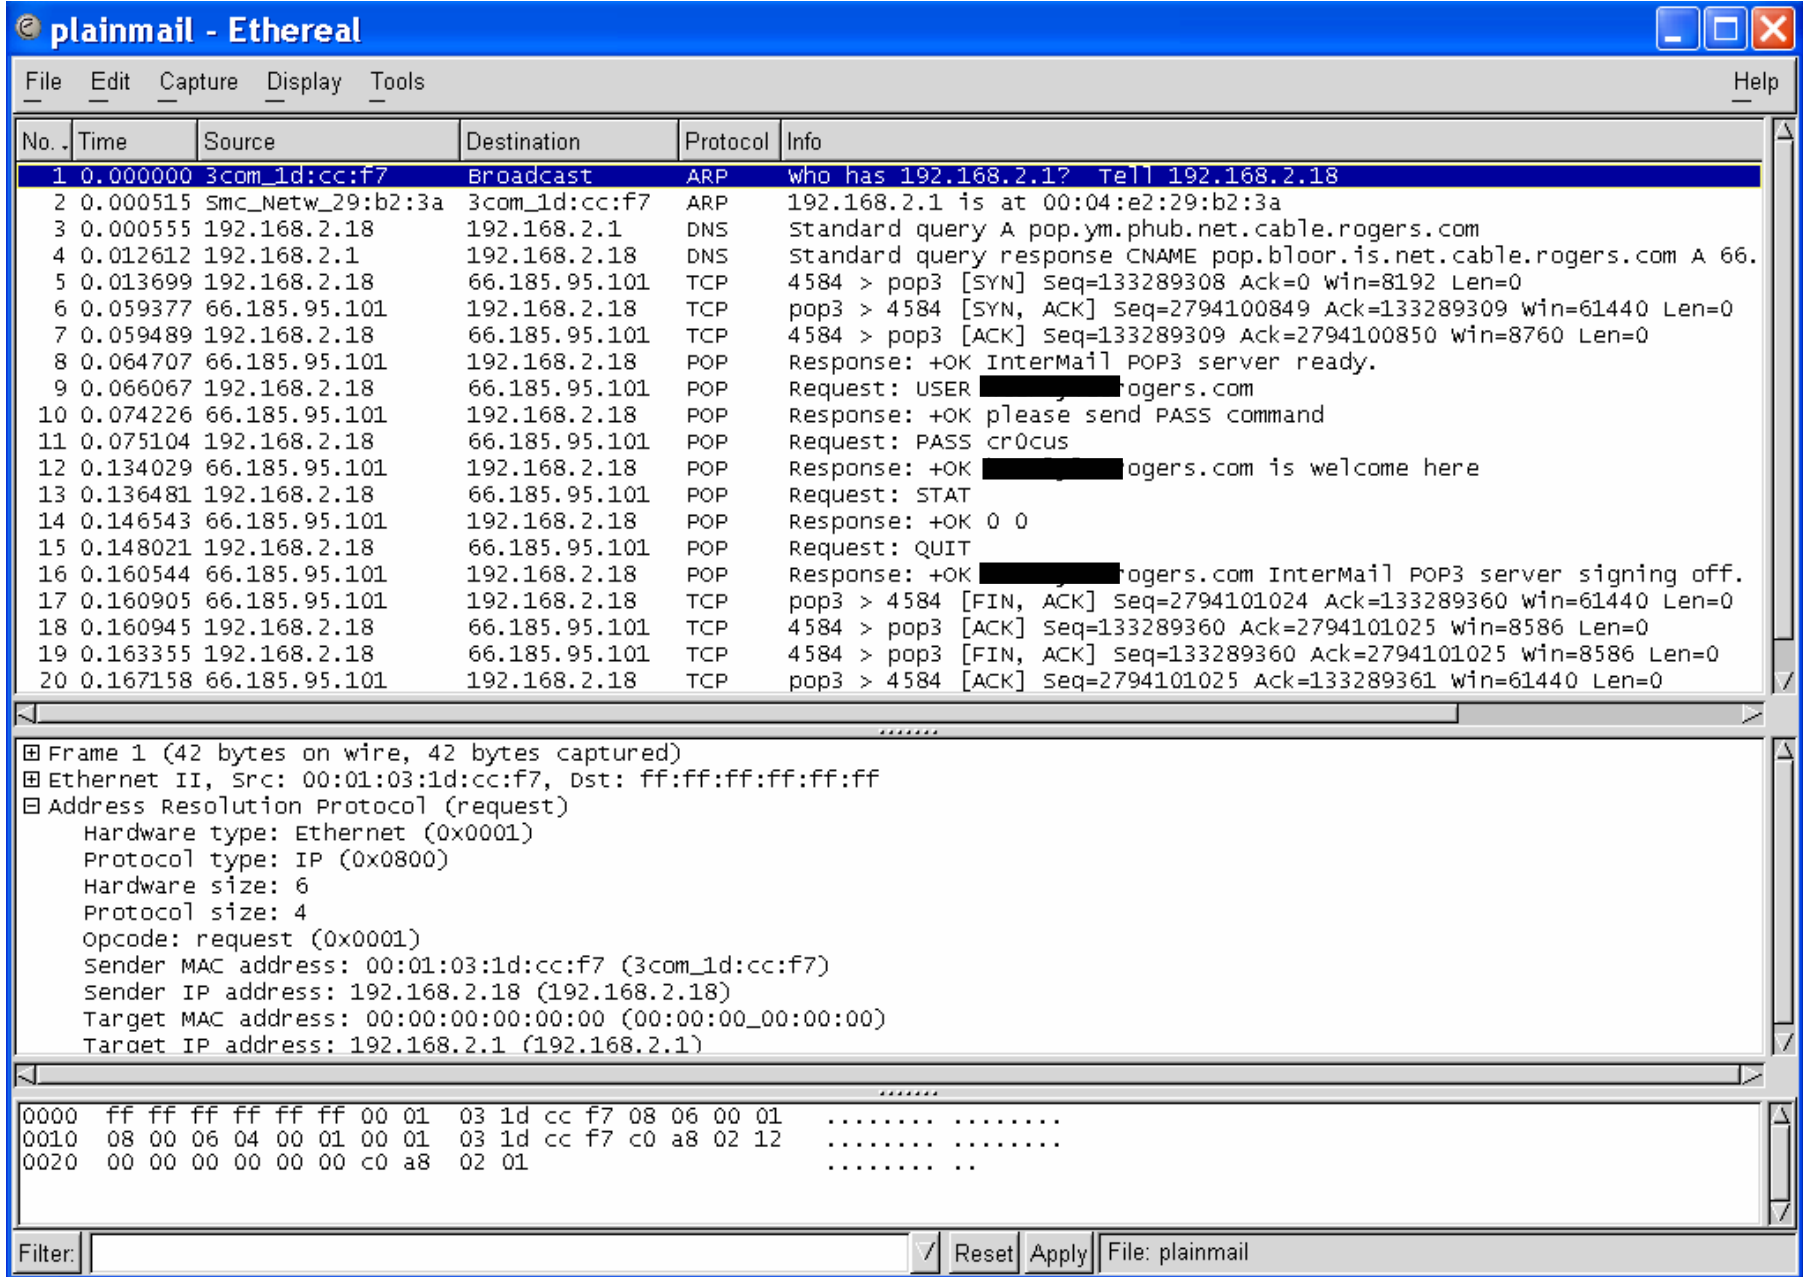 plainmail - Ethereal
File Edit Capture Display Tools Help
No. Time Source Destination Protocol Info
1 0.000000 3com_1d:cc:f7 Broadcast ARP who has 192.168.2.1? Tell 192.168.2.18
2 0.000515 Smc_Netw_29:b2:3a 3com_1d:cc:f7 ARP 192.168.2.1 is at 00:04:e2:29:b2:3a
3 0.000555 192.168.2.18 192.168.2.1 DNS Standard query A pop.ym.phub.net.cable.rogers.com
4 0.012612 192.168.2.1 192.168.2.18 DNS Standard query response CNAME pop.bloor.is.net.cable.rogers.com A 66.
5 0.013699 192.168.2.18 66.185.95.101 TCP 4584 > pop3 [SYN] Seq=133289308 Ack=0 Win=8192 Len=0
6 0.059377 66.185.95.101 192.168.2.18 TCP pop3 > 4584 [SYN, ACK] Seq=2794100849 Ack=133289309 Win=61440 Len=0
7 0.059489 192.168.2.18 66.185.95.101 TCP 4584 > pop3 [ACK] Seq=133289309 Ack=2794100850 Win=8760 Len=0
8 0.064707 66.185.95.101 192.168.2.18 POP Response: +OK InterMail POP3 server ready.
9 0.066067 192.168.2.18 66.185.95.101 POP Request: USER ogers.com
10 0.074226 66.185.95.101 192.168.2.18 POP Response: +OK please send PASS command
11 0.075104 192.168.2.18 66.185.95.101 POP Request: PASS cr0cus
12 0.134029 66.185.95.101 192.168.2.18 POP Response: +OK ogers.com is welcome here
13 0.136481 192.168.2.18 66.185.95.101 POP Request: STAT
14 0.146543 66.185.95.101 192.168.2.18 POP Response: +OK 0 0
15 0.148021 192.168.2.18 66.185.95.101 POP Request: QUIT
16 0.160544 66.185.95.101 192.168.2.18 POP Response: +OK ogers.com InterMail POP3 server signing off.
17 0.160905 66.185.95.101 192.168.2.18 TCP pop3 > 4584 [FIN, ACK] Seq=2794101024 Ack=133289360 Win=61440 Len=0
18 0.160945 192.168.2.18 66.185.95.101 TCP 4584 > pop3 [ACK] Seq=133289360 Ack=2794101025 Win=8586 Len=0
19 0.163355 192.168.2.18 66.185.95.101 TCP 4584 > pop3 [FIN, ACK] Seq=133289360 Ack=2794101025 Win=8586 Len=0
20 0.167158 66.185.95.101 192.168.2.18 TCP pop3 > 4584 [ACK] Seq=2794101025 Ack=133289361 Win=61440 Len=0
Frame 1 (42 bytes on wire, 42 bytes captured)
Ethernet II, Src: 00:01:03:1d:cc:f7, Dst: ff:ff:ff:ff:ff:ff
Address Resolution Protocol (request)
Hardware type: Ethernet (0x0001)
Protocol type: IP (0x0800)
Hardware size: 6
Protocol size: 4
Opcode: request (0x0001)
Sender MAC address: 00:01:03:1d:cc:f7 (3com_1d:cc:f7)
Sender IP address: 192.168.2.18 (192.168.2.18)
Target MAC address: 00:00:00:00:00:00 (00:00:00_00:00:00)
Target IP address: 192.168.2.1 (192.168.2.1)
0000 ff ff ff ff ff ff 00 01 03 1d cc f7 08 06 00 01 ........ ........
0010 08 00 06 04 00 01 00 01 03 1d cc f7 c0 a8 02 12 ........ ........
0020 00 00 00 00 00 00 c0 a8 02 01 ........ ..
Filter: Reset Apply File: plainmail